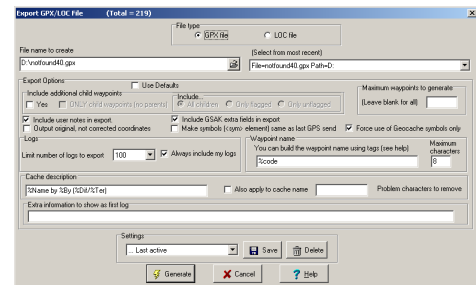 Export GPX/LOC File (Total = 219)
File type
GPX file LOC file
File name to create
(Select from most recent)
D:\notfound40.gpx
File=notfound40.gpx Path=D:
Export Options
Use Defaults
Include additional child waypoints
Yes ONLY child waypoints (no parents)
Include...
All children Only flagged Only unflagged
Maximum waypoints to generate
(Leave blank for all)
Include user notes in export.
Include GSAK extra fields in export
Output original, not corrected coordinates
Make symbols (<sym> element) same as last GPS send
Force use of Geocache symbols only
Logs
Limit number of logs to export 100 Always include my logs
Waypoint name
You can build the waypoint name using tags (see help)
%code
Maximum
characters
8
Cache description
%Name by %By (%Dif/%Ter)
Also apply to cache name
Problem characters to remove
Extra information to show as first log
Settings
... Last active
Save Delete
Generate Cancel Help